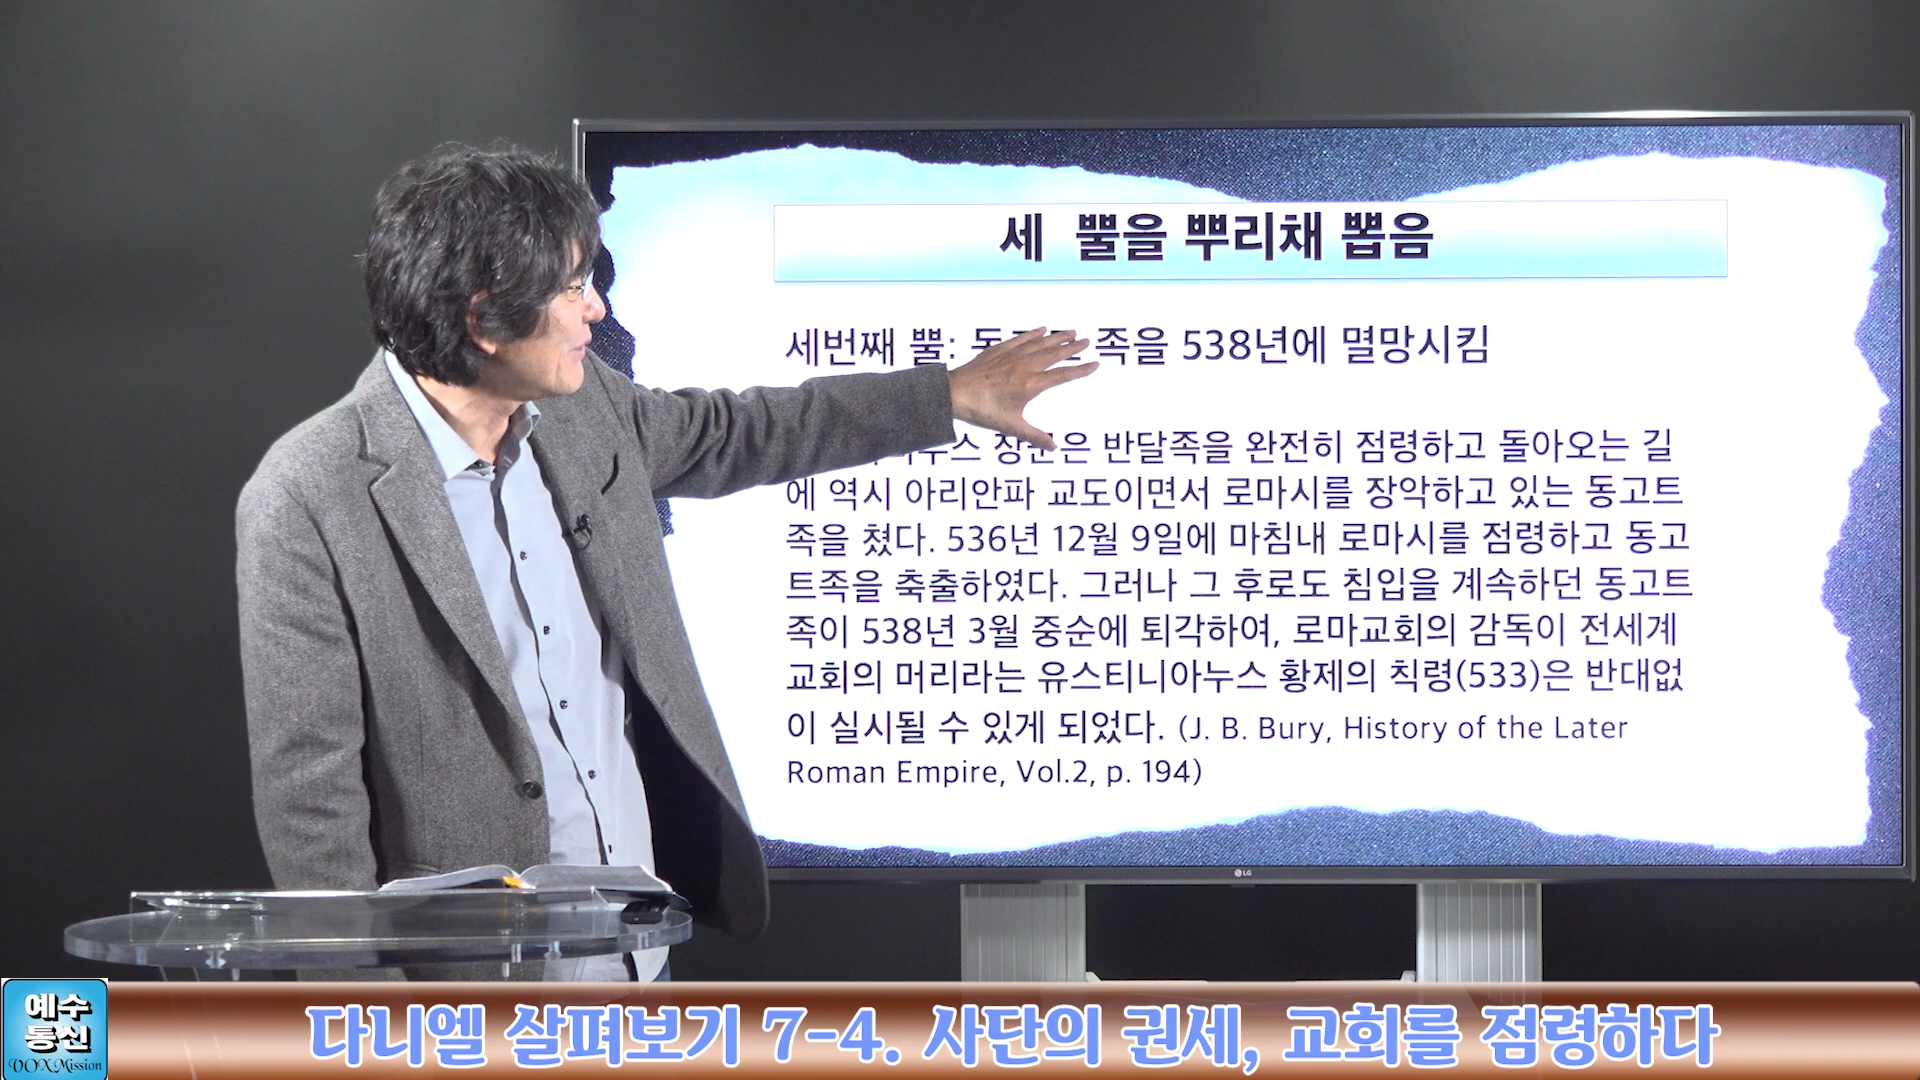 세 뿔을 뿌리채 뽑음
세번째 뿔: 족을 538년에 멸망시킴
반달족을 완전히 점령하고 돌아오는 길
에 역시 아리안파 교도이면서 로마시를 장악하고 있는 동고트
족을 쳤다. 536년 12월 9일에 마침내 로마시를 점령하고 동고
트족을 축출하였다. 그러나 그 후로도 침입을 계속하던 동고트
족이 538년 3월 중순에 퇴각하여, 로마교회의 감독이 전세계
교회의 머리라는 유스티니아누스 황제의 칙령(533)은 반대없
이 실시될 수 있게 되었다. (J. B. Bury, History of the Later
Roman Empire, Vol.2, p. 194)
LG
예수
통신
VOX Mission
다니엘 살펴보기 7-4. 사단의 권세, 교회를 점령하다